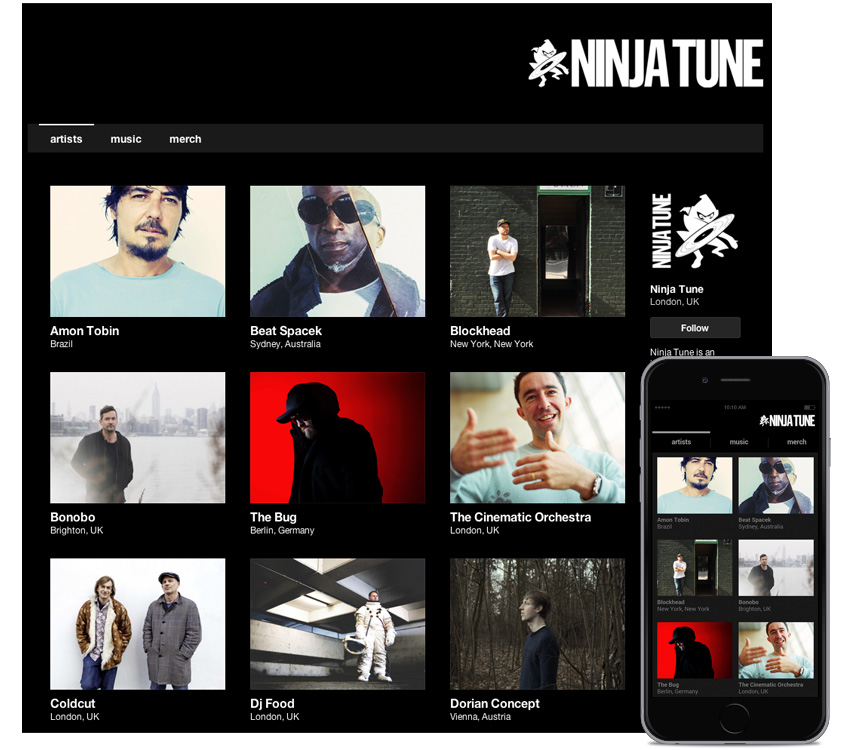 NINJA TUNE
artists music merch
Amon Tobin
Brazil
Beat Spacek
Sydney, Australia
Blockhead
New York, New York
NINJA TUNE
Ninja Tune
London, UK
Follow
Ninja Tune is an
Bonobo
Brighton, UK
The Bug
Berlin, Germany
The Cinematic Orchestra
London, UK
Coldcut
London, UK
Dj Food
London, UK
Dorian Concept
Vienna, Austria
10:10 AM
NINJA TUNE
artists music merch
Amon Tobin
Brazil
Beat Spacek
Sydney, Australia
Blockhead
New York, New York
Bonobo
Brighton, UK
The Bug
Berlin, Germany
The Cinematic Orchestra
London, UK